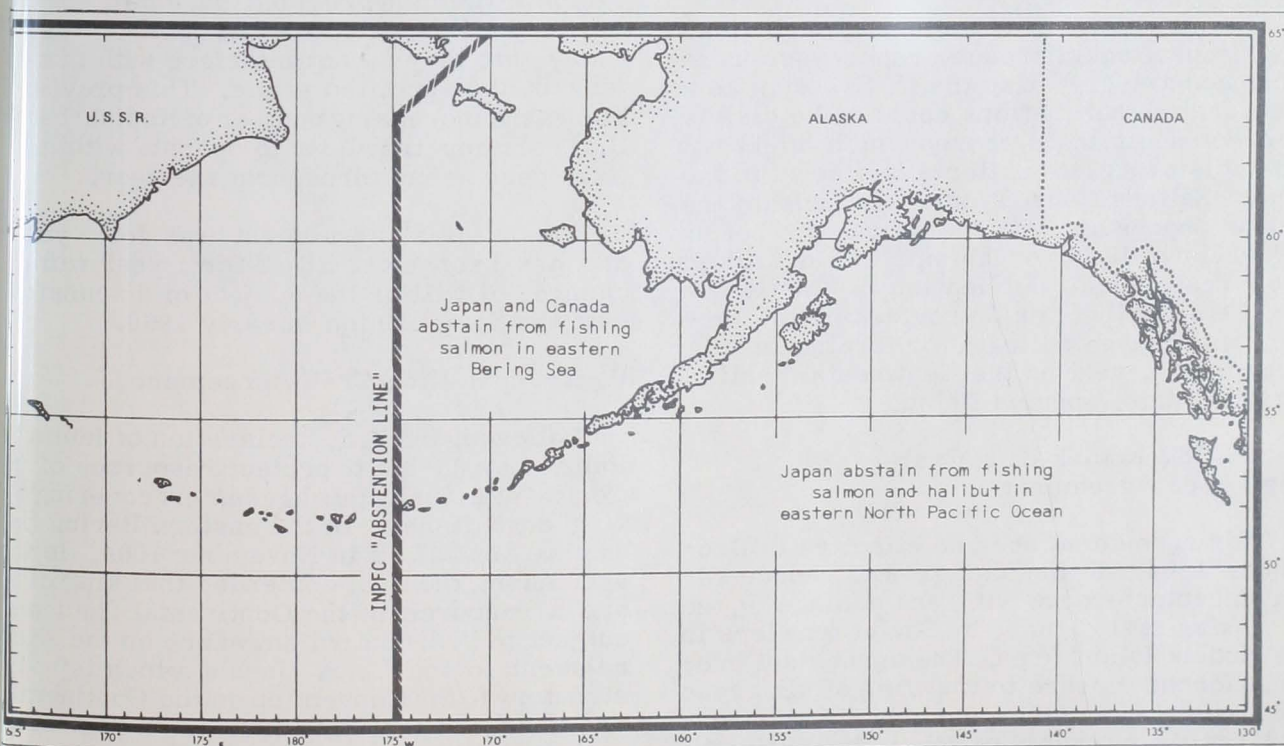 U.S.S.R.
ALASKA
CANADA
65°
60°
Japan and Canada
abstain from fishing
salmon in eastern
Bering Sea
INPFC "ABSTENTION LINE"
55°
Japan abstain from fishing
salmon and halibut in
eastern North Pacific Ocean
50°
45°
65° 170° 175° E 180° 175° W 170° 165° 160° 155° 150° 145° 140° 135° 130°